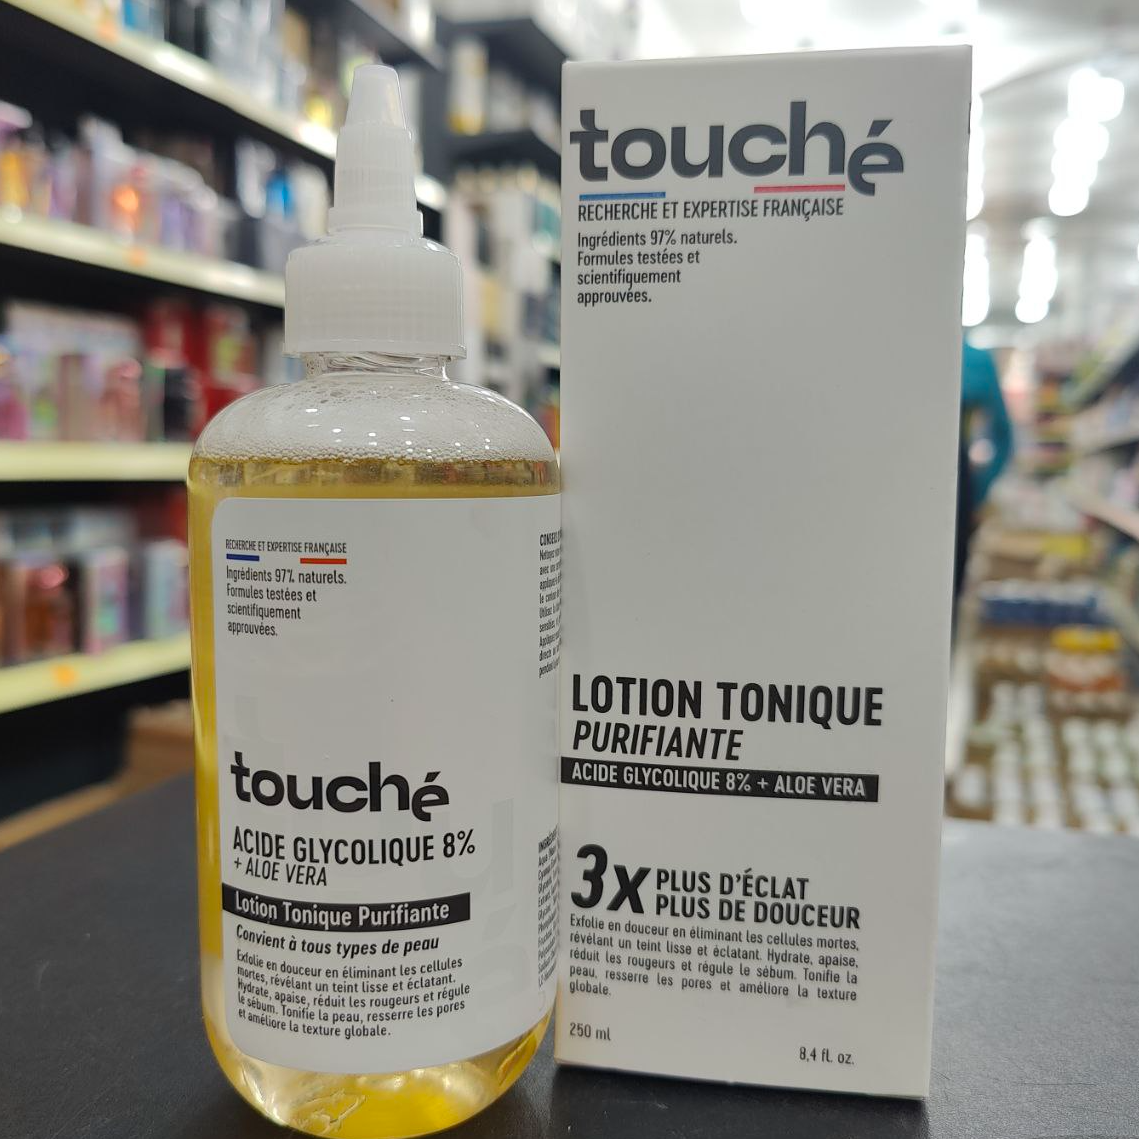 RECHERCHE ET EXPERTISE FRANÇAISE
Ingrédients 97% naturels.
Formules testées et
scientifiquement
approuvées.
touché
ACIDE GLYCOLIQUE 8%
+ ALOE VERA
Lotion Tonique Purifiante
Convient à tous types de peau
Exfolie en douceur en éliminant les cellules
mortes, révélant un teint lisse et éclatant.
Hydrate, apaise, réduit les rougeurs et régule
le sébum. Tonifie la peau, resserre les pores
et améliore la texture globale.
touché
RECHERCHE ET EXPERTISE FRANÇAISE
Ingrédients 97% naturels.
Formules testées et
scientifiquement
approuvées.
LOTION TONIQUE
PURIFIANTE
ACIDE GLYCOLIQUE 8% + ALOE VERA
3x PLUS D'ÉCLAT
PLUS DE DOUCEUR
Exfolie en douceur en éliminant les cellules mortes,
révélant un teint lisse et éclatant. Hydrate, apaise,
réduit les rougeurs et régule le sébum. Tonifie la
peau, resserre les pores et améliore la texture
globale.
250 ml
8,4 fl. oz.